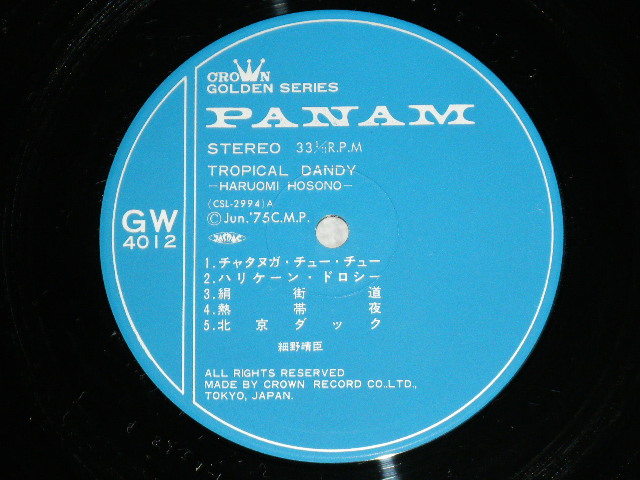 CROWN
GOLDEN SERIES
PANAM
STEREO 33⅓R.P.M
TROPICAL DANDY
—HARUOMI HOSONO—
(CSL-2994)A
©Jun.'75C.M.P.
JASRAC
GW
4012
1.チャタヌガ・チュー・チュー
2.ハリケーン・ドロシー
3.絹街道
4.熱帯夜
5.北京ダック
細野晴臣
ALL RIGHTS RESERVED
MADE BY CROWN RECORD CO.,LTD.,
TOKYO, JAPAN.